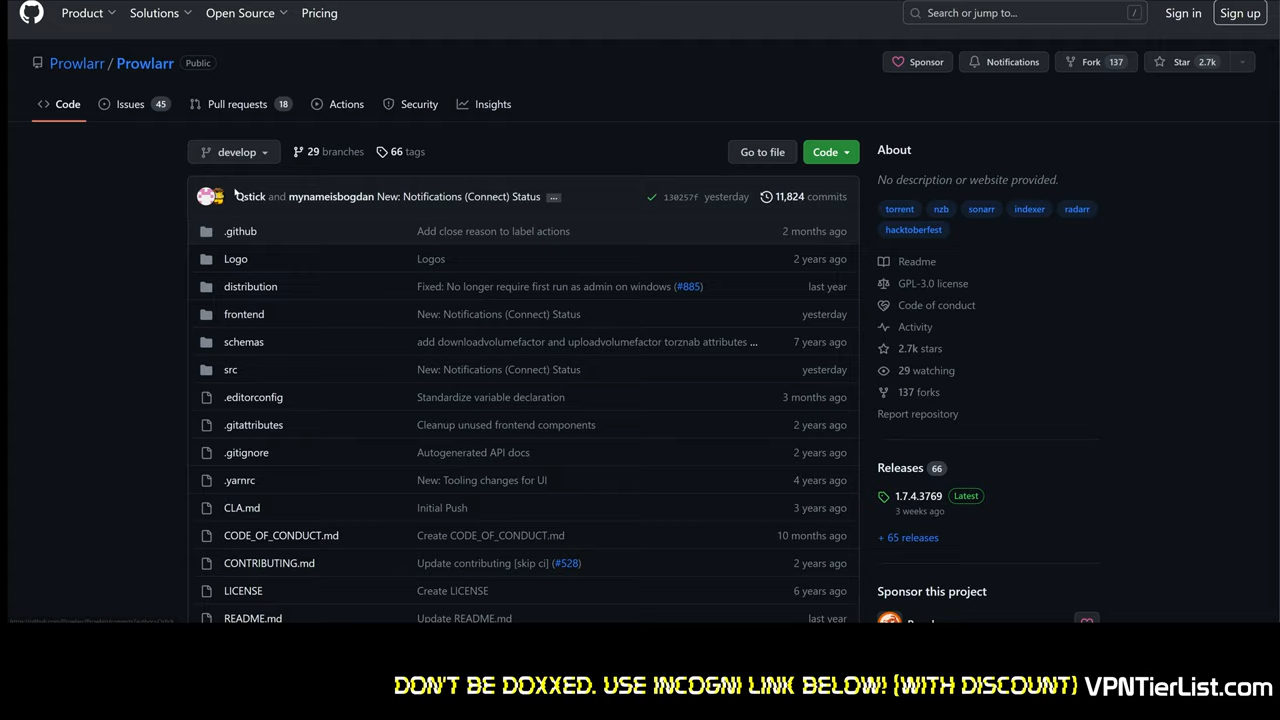 Product Solutions Open Source Pricing Search or jump to... / Sign in Sign up
Prowlarr / Prowlarr Public Sponsor Notifications Fork 137 Star 2.7k
Code Issues 45 Pull requests 18 Actions Security Insights
develop 29 branches 66 tags Go to file Code
Qstick and mynameisbogdan New: Notifications (Connect) Status ... 130257f yesterday 11,824 commits
.github Add close reason to label actions 2 months ago
Logo Logos 2 years ago
distribution Fixed: No longer require first run as admin on windows (#885) last year
frontend New: Notifications (Connect) Status yesterday
schemas add downloadvolumefactor and uploadvolumefactor torznab attributes ... 7 years ago
src New: Notifications (Connect) Status yesterday
.editorconfig Standardize variable declaration 3 months ago
.gitattributes Cleanup unused frontend components 2 years ago
.gitignore Autogenerated API docs 2 years ago
.yarnrc New: Tooling changes for UI 4 years ago
CLA.md Initial Push 3 years ago
CODE_OF_CONDUCT.md Create CODE_OF_CONDUCT.md 10 months ago
CONTRIBUTING.md Update contributing [skip ci] (#528) 2 years ago
LICENSE Create LICENSE 6 years ago
README.md Update README.md last year
About
No description or website provided.
torrent nzb sonarr indexer radarr
hacktoberfest
Readme
GPL-3.0 license
Code of conduct
Activity
2.7k stars
29 watching
137 forks
Report repository
Releases 66
1.7.4.3769 Latest
3 weeks ago
+ 65 releases
Sponsor this project
DON'T BE DOXXED. USE INCOGNI LINK BELOW! (WITH DISCOUNT) VPNTierList.com